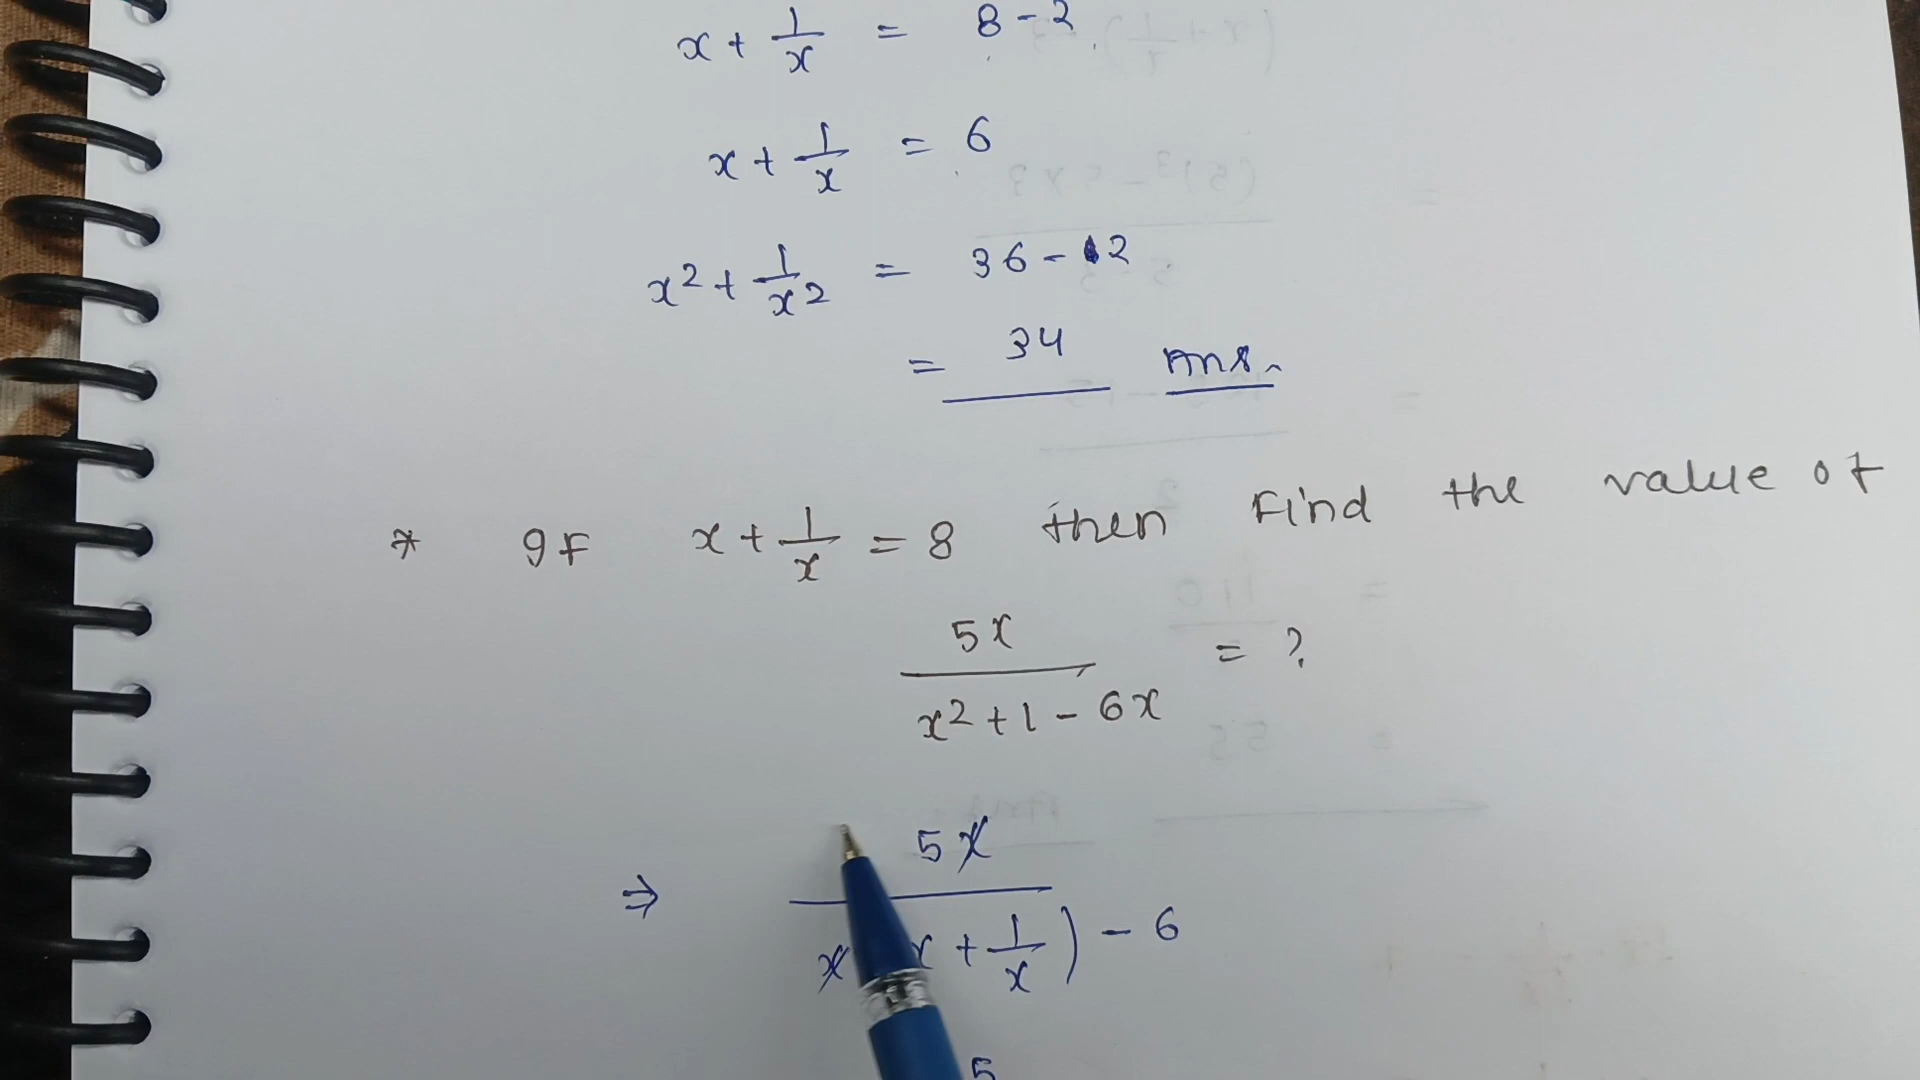 x + 1/x = 8 - 2
x + 1/x = 6
x² + 1/x² = 36 - 2
= 34 Ans.
* If x + 1/x = 8 then Find the value of
5x / x² + 1 - 6x = ?
⇒ 5x / x (x + 1/x) - 6
5